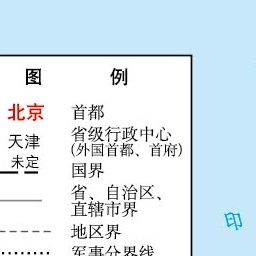 图 例
北京 首都
天津 省级行政中心
(外国首都、首府)
未定 国界
省、自治区、
直辖市界
地区界
军事分界线
印